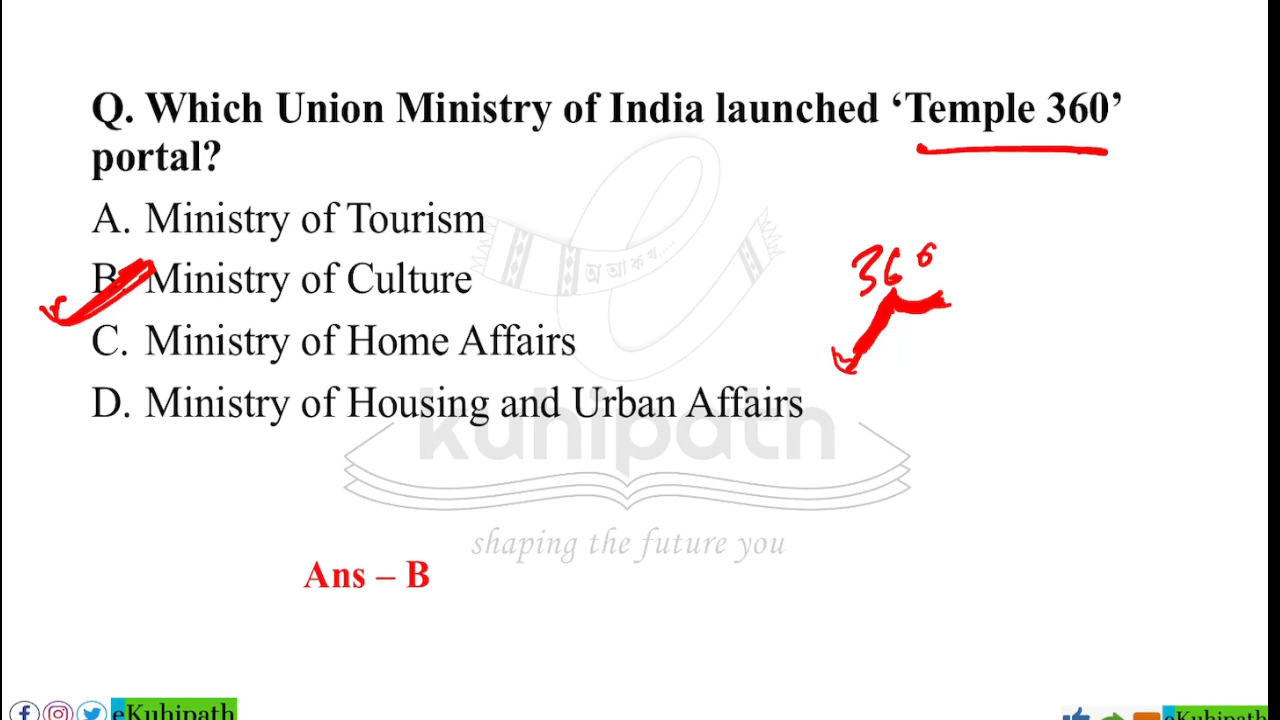 Q. Which Union Ministry of India launched ‘Temple 360’
portal?
A. Ministry of Tourism
B. Ministry of Culture
360
C. Ministry of Home Affairs
D. Ministry of Housing and Urban Affairs
অ আ ক খ....
kuhipath
shaping the future you
Ans – B
eKuhipath
eKuhipath